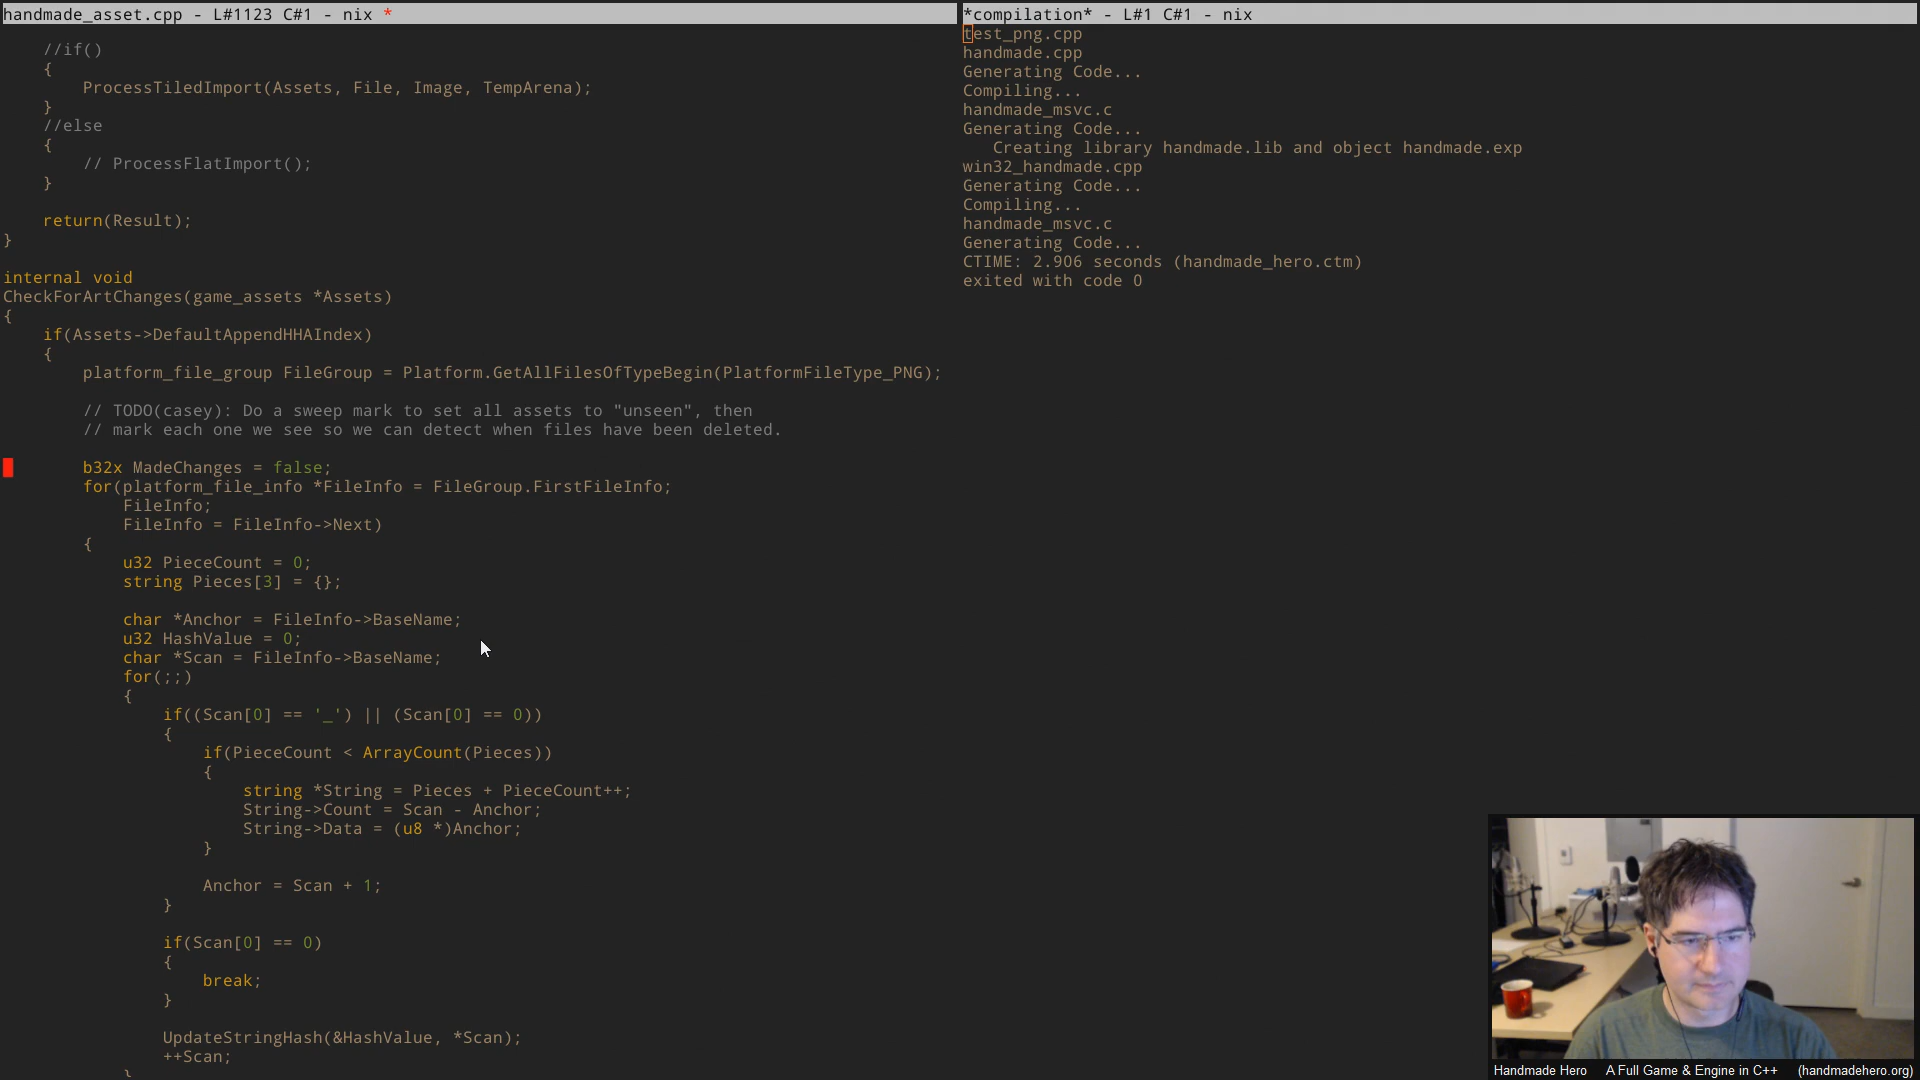 handmade_asset.cpp - L#1123 C#1 - nix *
    //if()
    {
        ProcessTiledImport(Assets, File, Image, TempArena);
    }
    //else
    {
        // ProcessFlatImport();
    }
    return(Result);
}
internal void
CheckForArtChanges(game_assets *Assets)
{
    if(Assets->DefaultAppendHHAIndex)
    {
        platform_file_group FileGroup = Platform.GetAllFilesOfTypeBegin(PlatformFileType_PNG);
        // TODO(casey): Do a sweep mark to set all assets to "unseen", then
        // mark each one we see so we can detect when files have been deleted.
        b32x MadeChanges = false;
        for(platform_file_info *FileInfo = FileGroup.FirstFileInfo;
            FileInfo;
            FileInfo = FileInfo->Next)
        {
            u32 PieceCount = 0;
            string Pieces[3] = {};
            char *Anchor = FileInfo->BaseName;
            u32 HashValue = 0;
            char *Scan = FileInfo->BaseName;
            for(;;)
            {
                if((Scan[0] == '_') || (Scan[0] == 0))
                {
                    if(PieceCount < ArrayCount(Pieces))
                    {
                        string *String = Pieces + PieceCount++;
                        String->Count = Scan - Anchor;
                        String->Data = (u8 *)Anchor;
                    }
                    Anchor = Scan + 1;
                }
                if(Scan[0] == 0)
                {
                    break;
                }
                UpdateStringHash(&HashValue, *Scan);
                ++Scan;
            }
*compilation* - L#1 C#1 - nix
test_png.cpp
handmade.cpp
Generating Code...
Compiling...
handmade_msvc.c
Generating Code...
   Creating library handmade.lib and object handmade.exp
win32_handmade.cpp
Generating Code...
Compiling...
handmade_msvc.c
Generating Code...
CTIME: 2.906 seconds (handmade_hero.ctm)
exited with code 0
Handmade Hero    A Full Game & Engine in C++    (handmadehero.org)